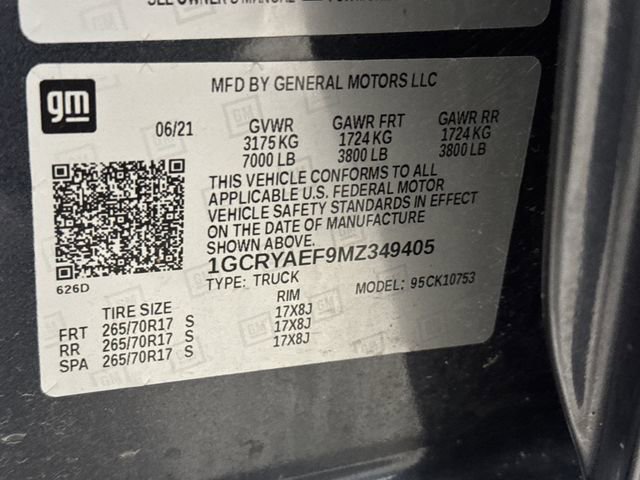 SEE OWNER'S MANUAL
gm
MFD BY GENERAL MOTORS LLC
06/21 GVWR GAWR FRT GAWR RR
3175 KG 1724 KG 1724 KG
7000 LB 3800 LB 3800 LB
THIS VEHICLE CONFORMS TO ALL
APPLICABLE U.S. FEDERAL MOTOR
VEHICLE SAFETY STANDARDS IN EFFECT
ON THE DATE OF MANUFACTURE
SHOWN ABOVE.
1GCRYAEF9MZ349405
626D
TYPE: TRUCK MODEL: 95CK10753
TIRE SIZE RIM
FRT 265/70R17 S 17X8J
RR 265/70R17 S 17X8J
SPA 265/70R17 S 17X8J